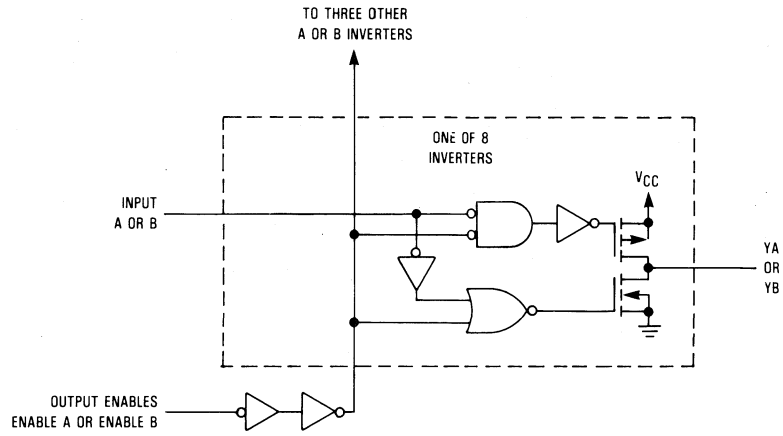 TO THREE OTHER
A OR B INVERTERS
ONE OF 8
INVERTERS
VCC
INPUT
A OR B
YA
OR
YB
OUTPUT ENABLES
ENABLE A OR ENABLE B